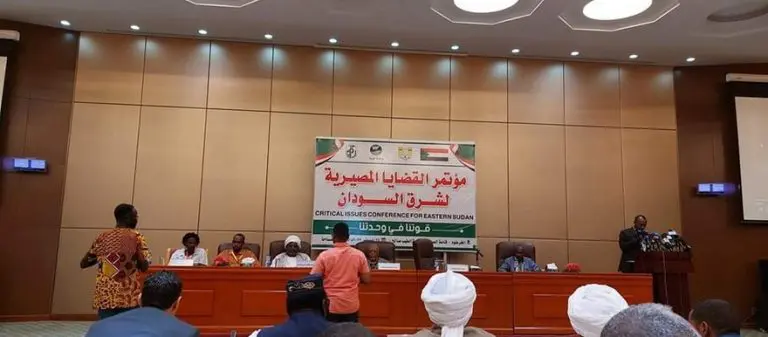 مؤتمر القضايا المصيرية
لشرق السودان
CRITICAL ISSUES CONFERENCE FOR EASTERN SUDAN
قوتنا في وحدتنا